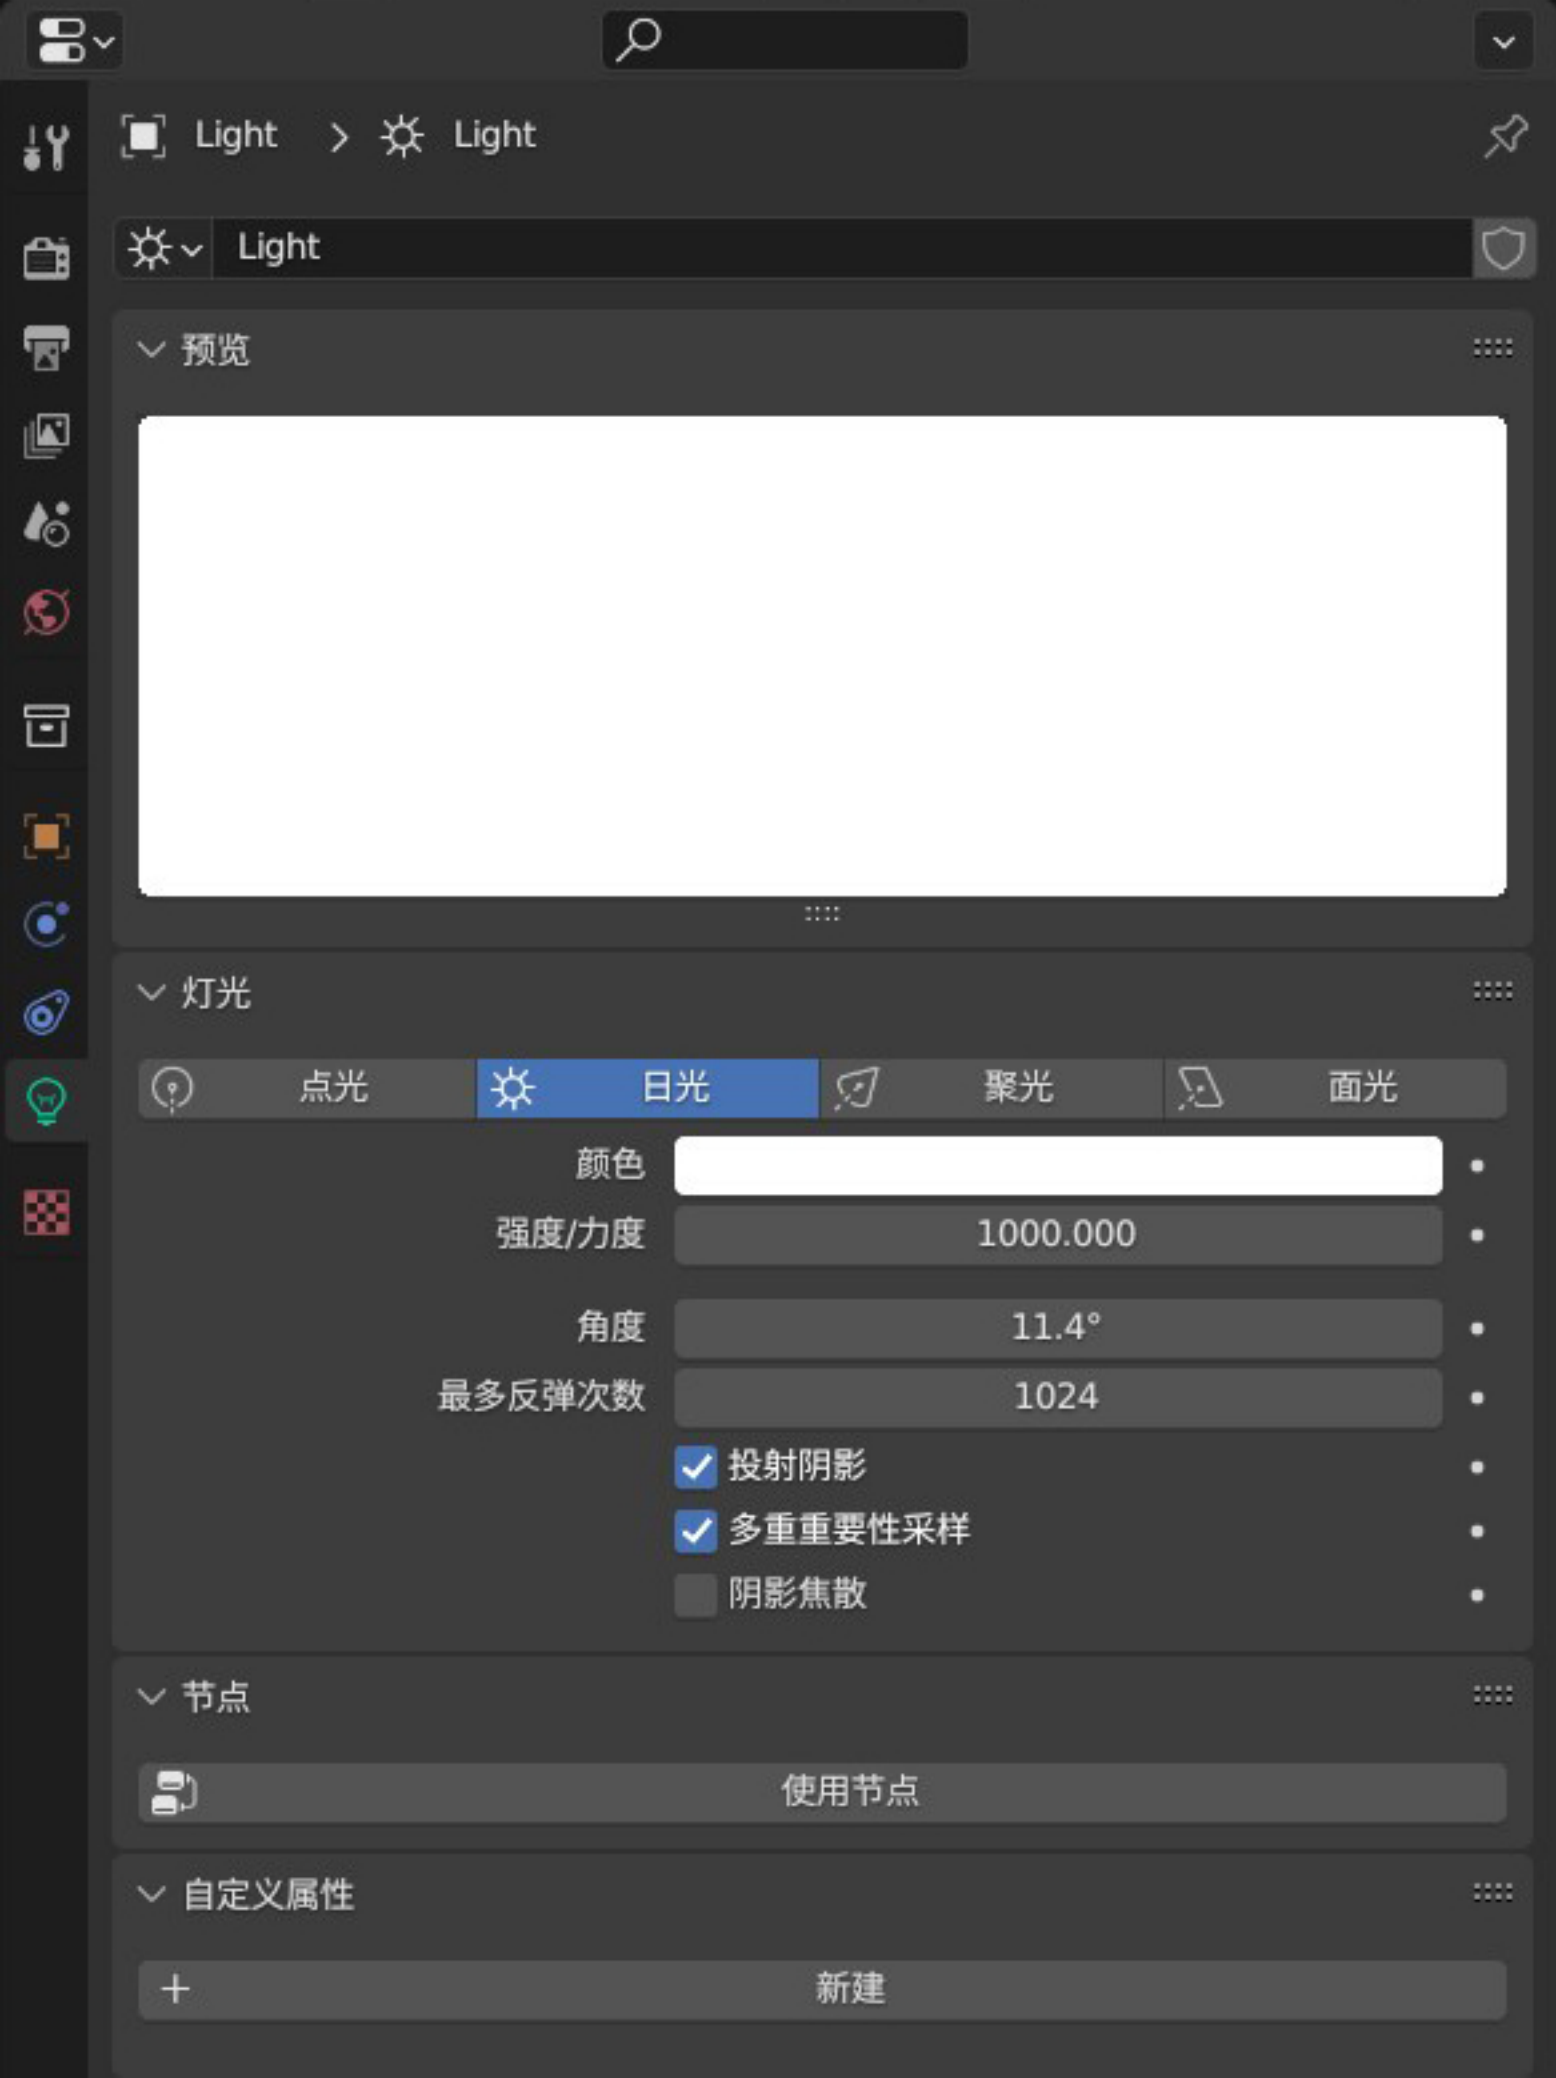 Light > Light
Light
预览
灯光
点光 日光 聚光 面光
颜色
强度/力度 1000.000
角度 11.4°
最多反弹次数 1024
投射阴影
多重重要性采样
阴影焦散
节点
使用节点
自定义属性
新建